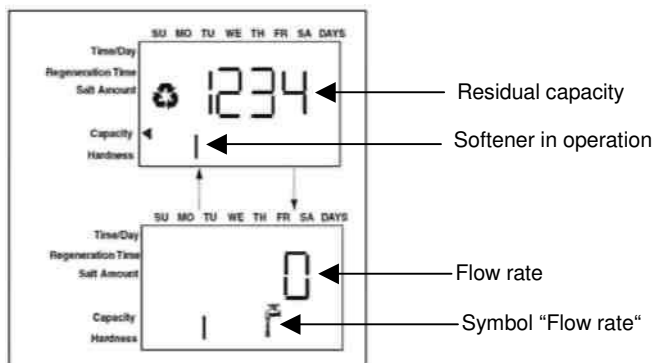 SU MO TU WE TH FR SA DAYS
Time/Day
Regeneration Time
Salt Amount
1234
Residual capacity
Capacity
Softener in operation
Hardness
1
SU MO TU WE TH FR SA DAYS
Time/Day
Regeneration Time
Salt Amount
0
Flow rate
Capacity
Symbol “Flow rate“
Hardness
1